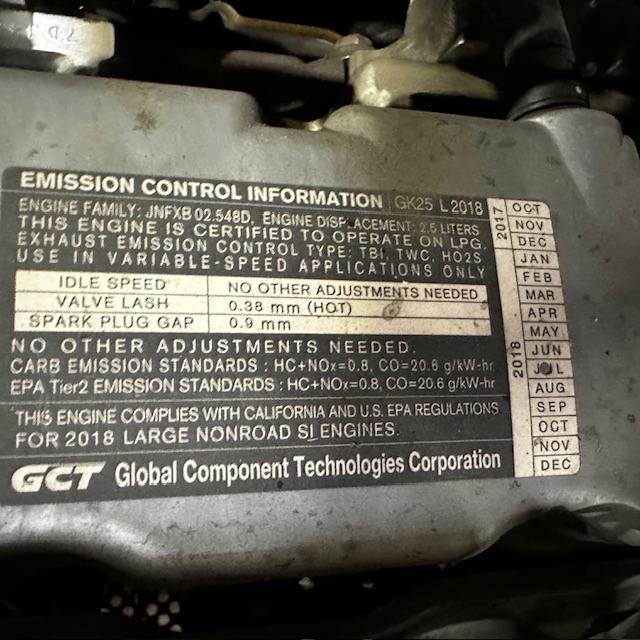 EMISSION CONTROL INFORMATION GK25 L 2018
ENGINE FAMILY: JNFXB 02.548D, ENGINE DISPLACEMENT: 2.5 LITERS
THIS ENGINE IS CERTIFIED TO OPERATE ON LPG.
EXHAUST EMISSION CONTROL TYPE: TBI, TWC, HO2S
USE IN VARIABLE-SPEED APPLICATIONS ONLY
IDLE SPEED NO OTHER ADJUSTMENTS NEEDED
VALVE LASH 0.38 mm (HOT)
SPARK PLUG GAP 0.9 mm
NO OTHER ADJUSTMENTS NEEDED.
CARB EMISSION STANDARDS : HC+NOx=0.8, CO=20.6 g/kW-hr
EPA Tier2 EMISSION STANDARDS : HC+NOx=0.8, CO=20.6 g/kW-hr
THIS ENGINE COMPLIES WITH CALIFORNIA AND U.S. EPA REGULATIONS
FOR 2018 LARGE NONROAD SI ENGINES.
GCT Global Component Technologies Corporation
2017
OCT
NOV
DEC
2018
JAN
FEB
MAR
APR
MAY
JUN
JUL
AUG
SEP
OCT
NOV
DEC